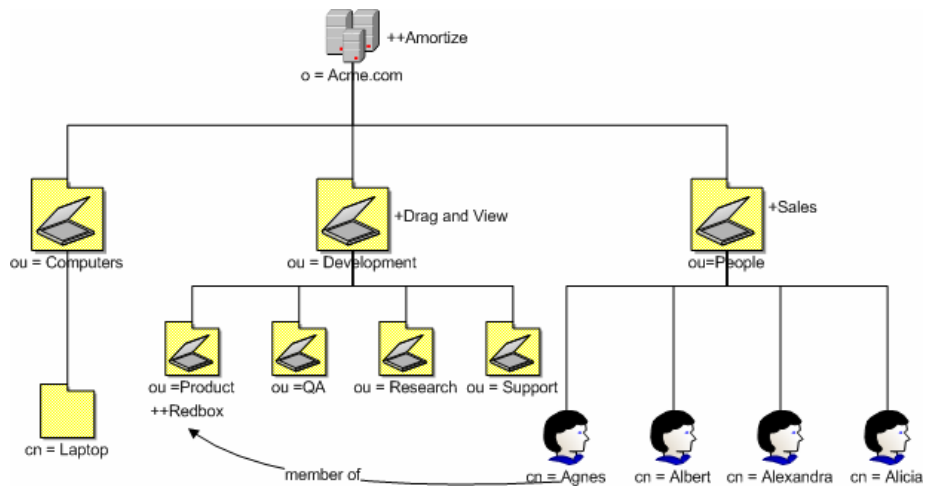 ++Amortize
o = Acme.com
+Drag and View
+Sales
ou = Computers
ou = Development
ou=People
ou =Product
ou =QA
ou = Research
ou = Support
++Redbox
cn = Laptop
member of
cn = Agnes
cn = Albert
cn = Alexandra
cn = Alicia